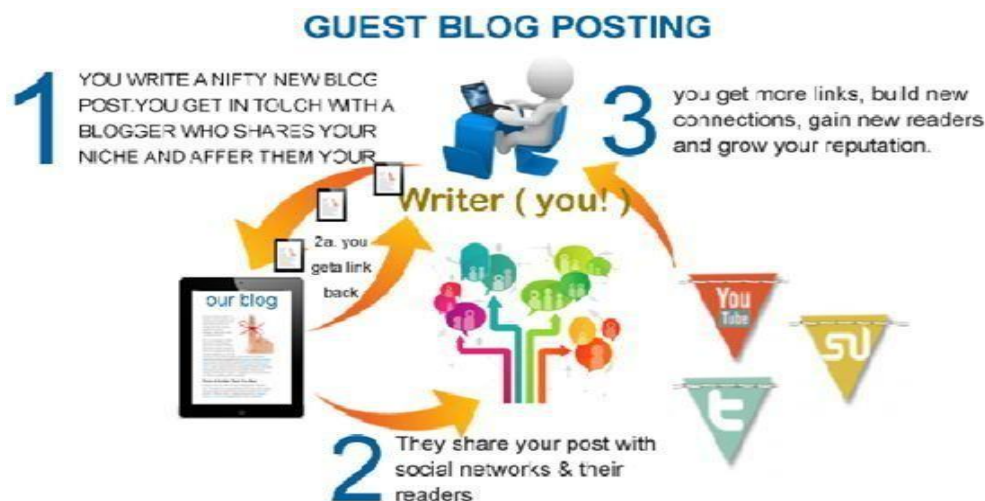 GUEST BLOG POSTING
1
YOU WRITE A NIFTY NEW BLOG
POST.YOU GET IN TOUCH WITH A
BLOGGER WHO SHARES YOUR
NICHE AND AFFER THEM YOUR
3
you get more links, build new
connections, gain new readers
and grow your reputation.
Writer ( you! )
2a. you
geta link
back
our blog
You
Tube
SU
t
2
They share your post with
social networks & their
readers